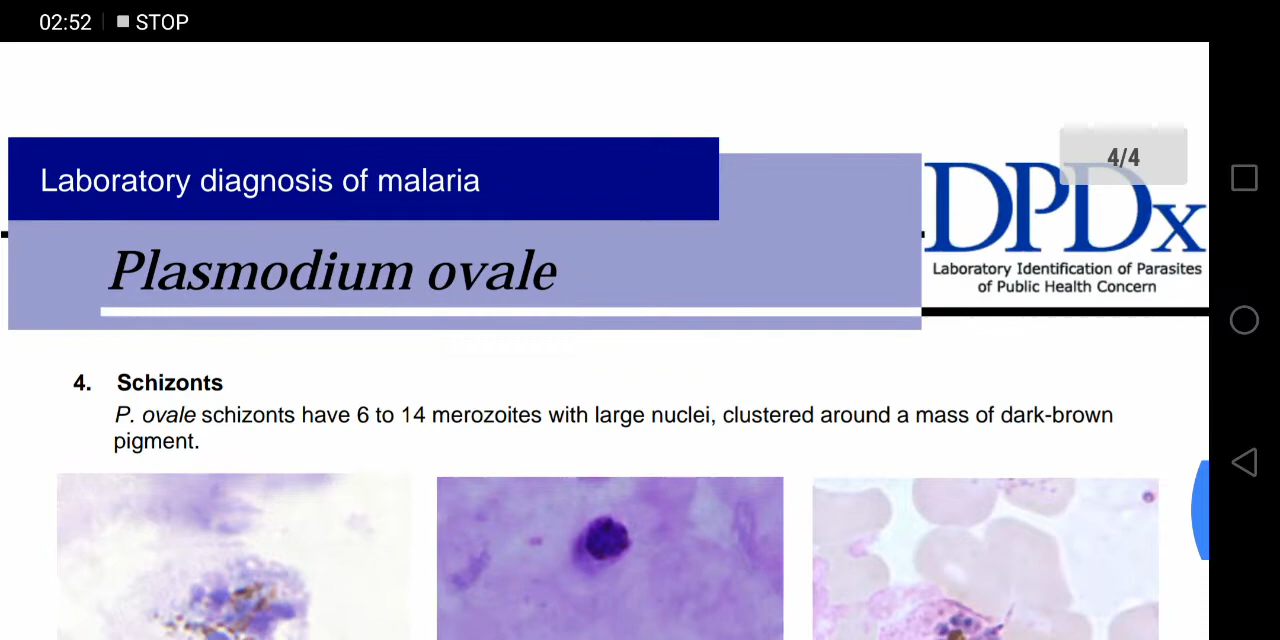 02:52 STOP
4/4
Laboratory diagnosis of malaria
Plasmodium ovale
DPDx
Laboratory Identification of Parasites
of Public Health Concern
4. Schizonts
P. ovale schizonts have 6 to 14 merozoites with large nuclei, clustered around a mass of dark-brown
pigment.